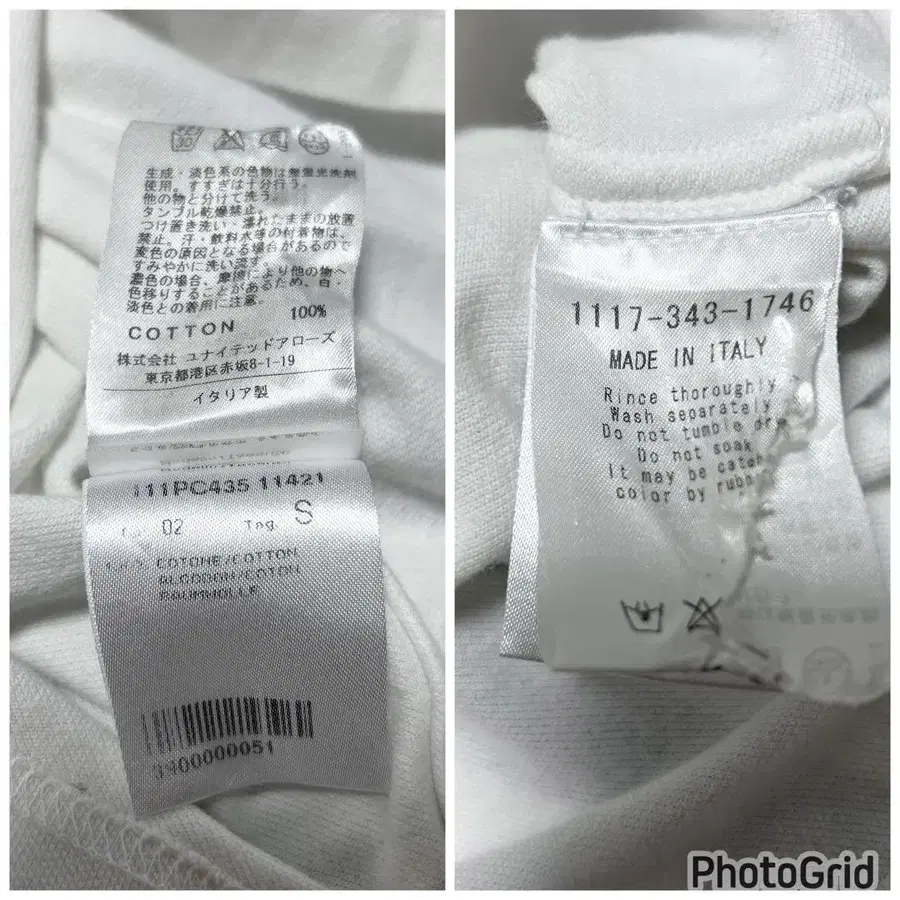 30
生成・淡色系の色物は無蛍光洗剤
使用。すすぎは十分行う。
他の物と分けて洗う。
タンブル乾燥禁止。
つけ置き洗い・濡れたままの放置
禁止。汗・飲料水等の付着物は、
変色の原因となる場合があるので
すみやかに洗い流す。
濃色の場合、摩擦により他の物へ
色移りすることがあるため、白・
淡色との着用に注意。
100%
COTTON
株式会社 ユナイテッドアローズ
東京都港区赤坂8-1-19
イタリア製
111PC435 11421
02 Tag. S
COTONE/COTTON
ALGODON/COTON
BAUMWOLLE
3900000051
1117-343-1746
MADE IN ITALY
Rince thoroughly
Wash separately
Do not tumble dry
Do not soak
It may be catch
color by rubb
PhotoGrid